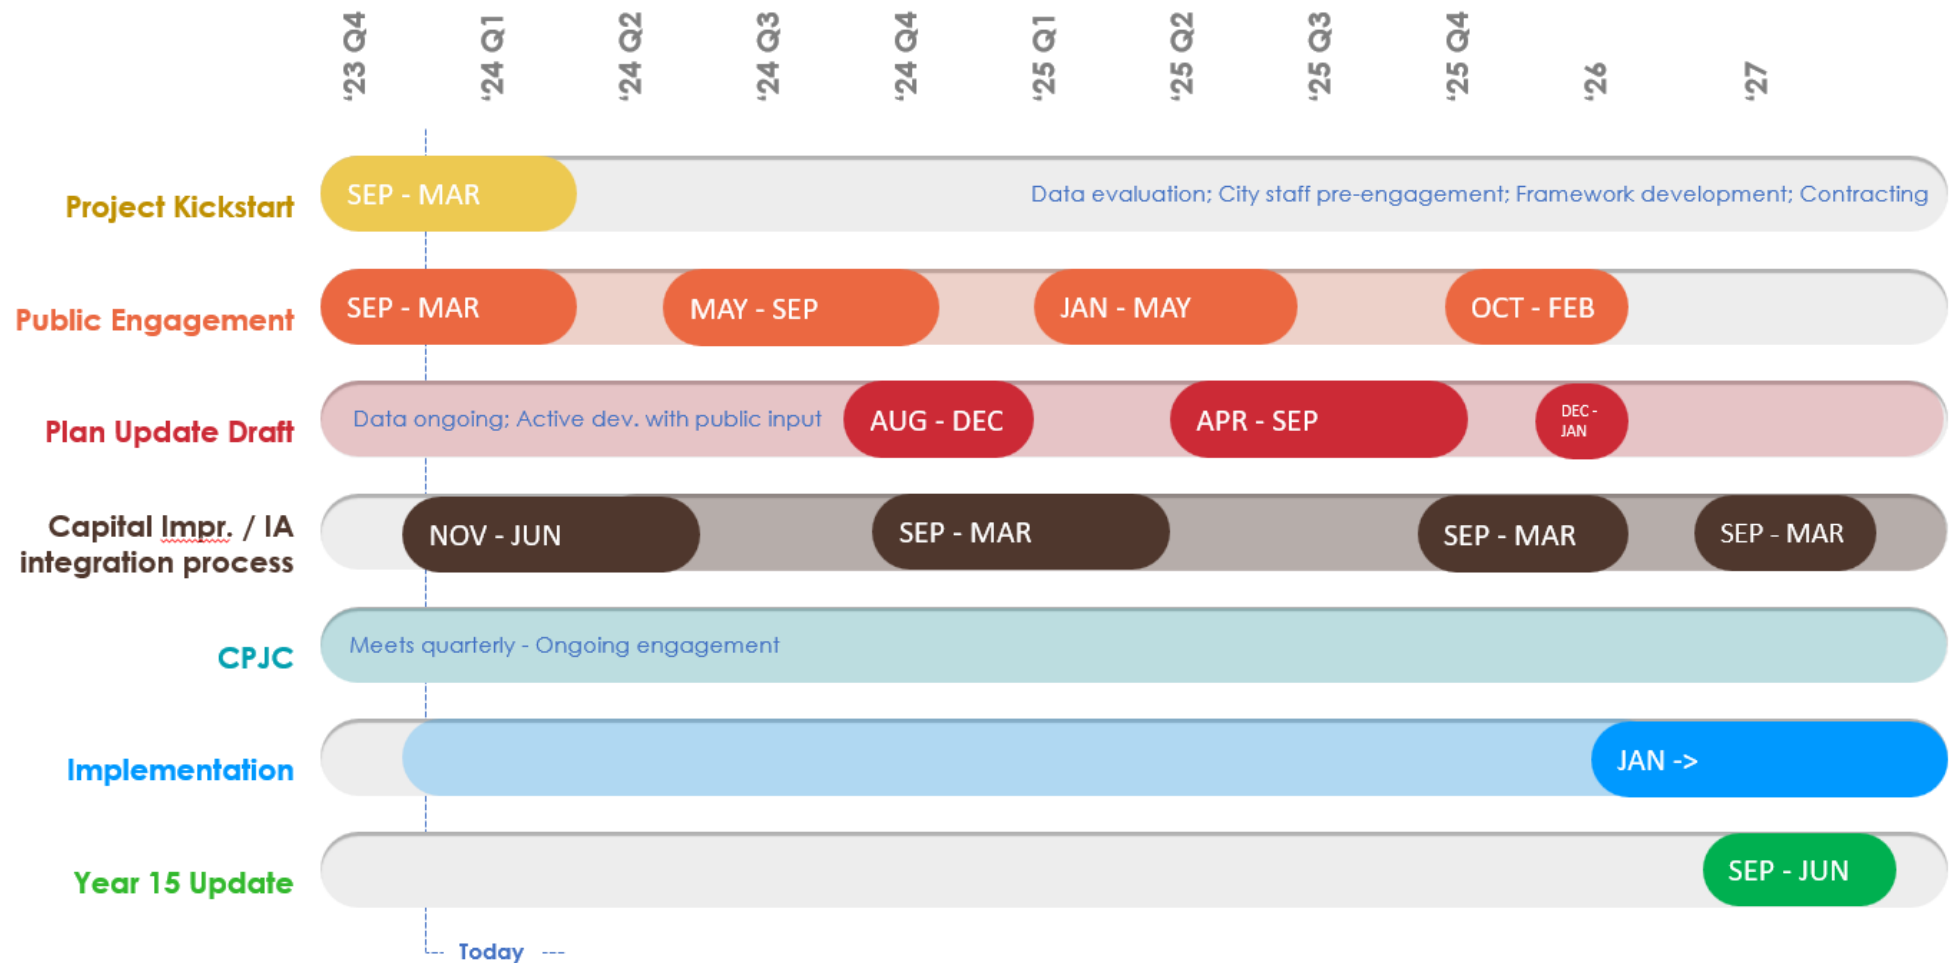 ‘23 Q4
‘24 Q1
‘24 Q2
‘24 Q3
‘24 Q4
‘25 Q1
‘25 Q2
‘25 Q3
‘25 Q4
‘26
‘27
Project Kickstart
SEP - MAR
Data evaluation; City staff pre-engagement; Framework development; Contracting
Public Engagement
SEP - MAR
MAY - SEP
JAN - MAY
OCT - FEB
Plan Update Draft
Data ongoing; Active dev. with public input
AUG - DEC
APR - SEP
DEC -
JAN
Capital Impr. / IA
integration process
NOV - JUN
SEP - MAR
SEP - MAR
SEP - MAR
CPJC
Meets quarterly - Ongoing engagement
Implementation
JAN ->
Year 15 Update
SEP - JUN
Today